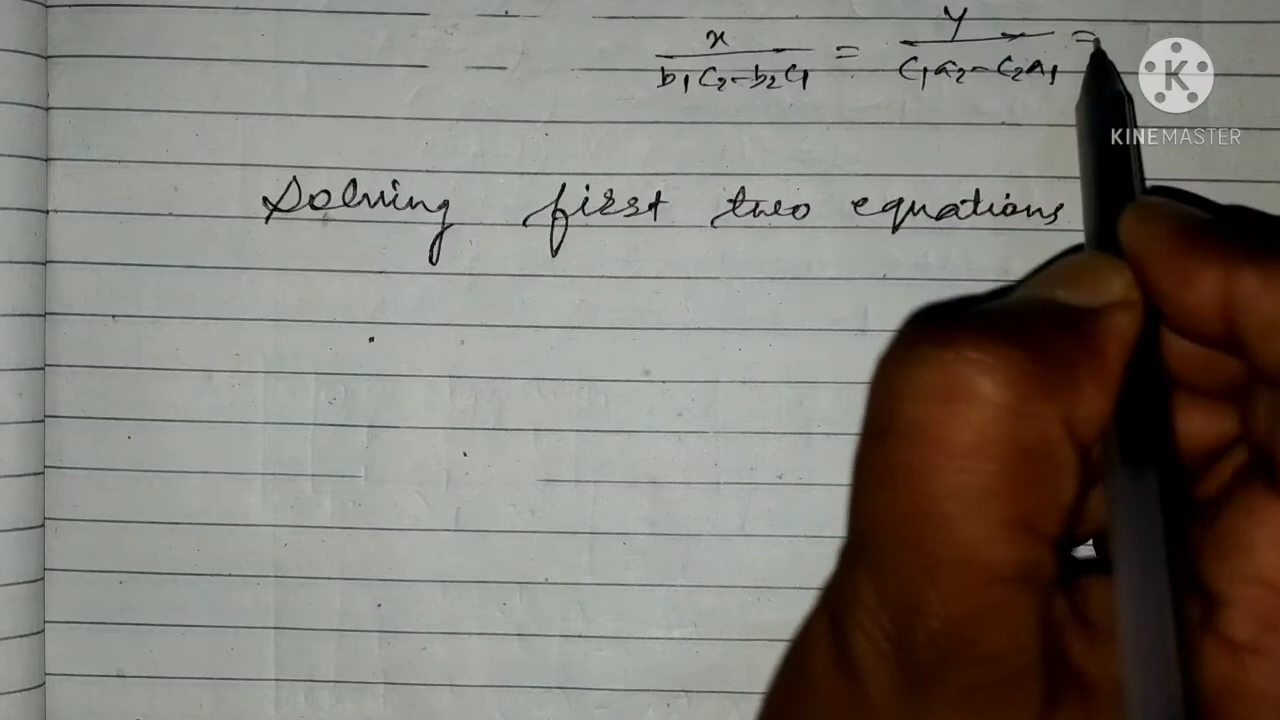 x/(b₁c₂-b₂c₁) = y/(c₁a₂-c₂a₁) =
K
KINEMASTER
Solving first two equations